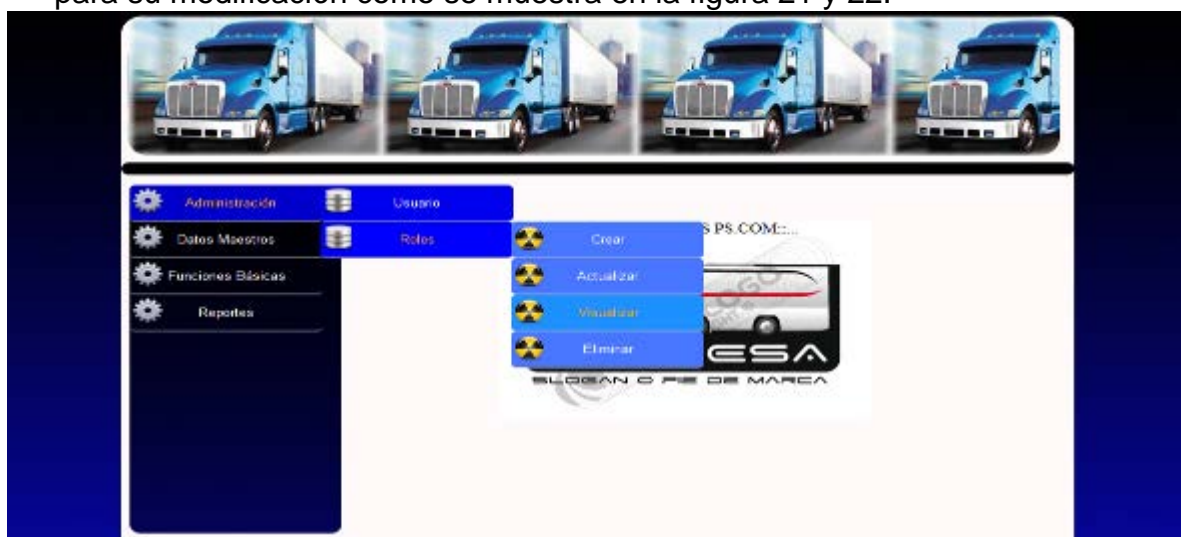 para su modificación como se muestra en la figura 21 y 22.
Administración
Usuario
Datos Maestros
Roles
Crear
S PS.COM::...
Funciones Básicas
Actualizar
Reportes
Visualizar
Eliminar
ESA
SLOGAN O PIE DE MARCA